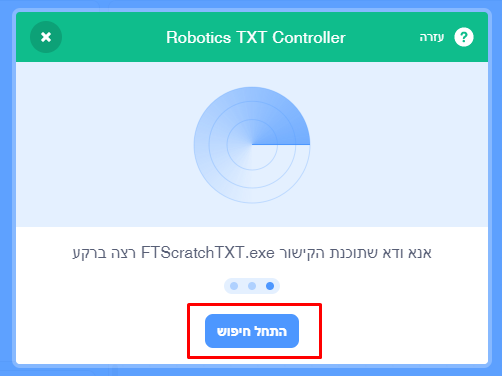 Robotics TXT Controller
עזרה ?
אנא ודא שתוכנת הקישור FTScratchTXT.exe רצה ברקע
התחל חיפוש